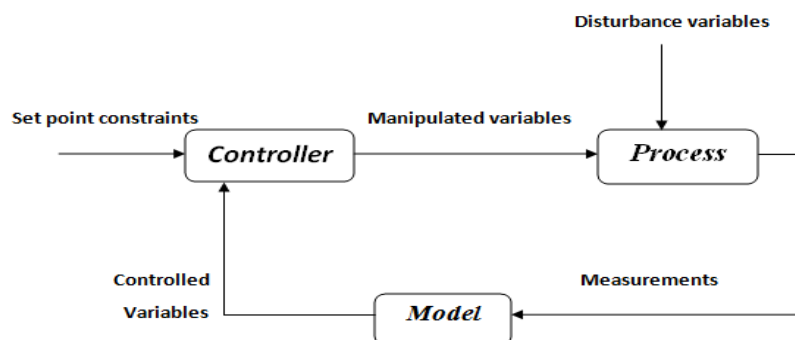 Disturbance variables
Set point constraints
Manipulated variables
Controller
Process
Controlled
Variables
Measurements
Model